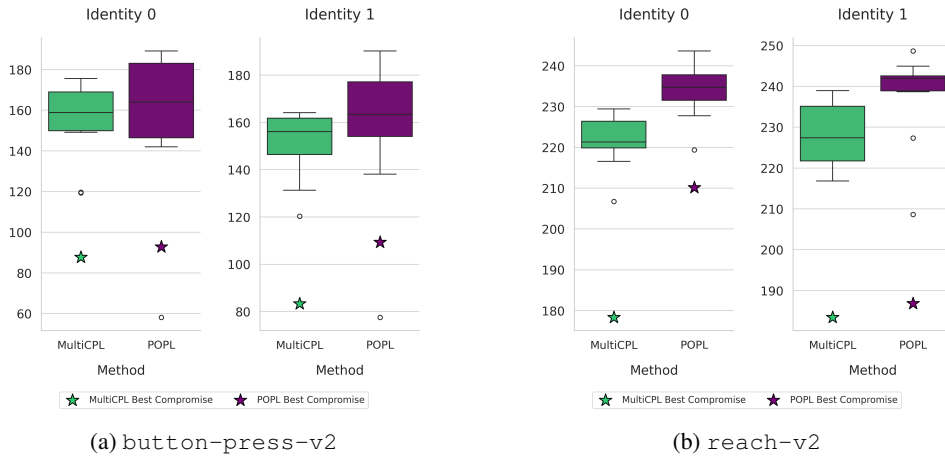 Identity 0
Identity 1
Identity 0
Identity 1
180
160
140
120
100
80
60
180
160
140
120
100
80
240
230
220
210
200
190
180
250
240
230
220
210
200
190
MultiCPL POPL
MultiCPL POPL
MultiCPL POPL
MultiCPL POPL
Method
Method
Method
Method
MultiCPL Best Compromise POPL Best Compromise
MultiCPL Best Compromise POPL Best Compromise
(a) button-press-v2
(b) reach-v2